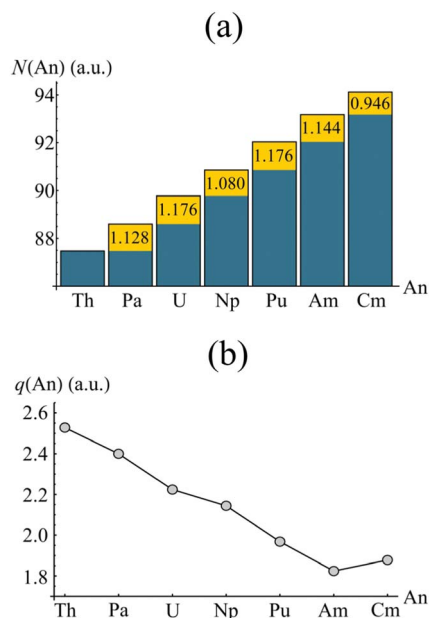 (a)
N(An) (a.u.)
94
92
90
88
1.128
1.176
1.080
1.176
1.144
0.946
Th Pa U Np Pu Am Cm An
(b)
q(An) (a.u.)
2.6
2.4
2.2
2.0
1.8
Th Pa U Np Pu Am Cm An